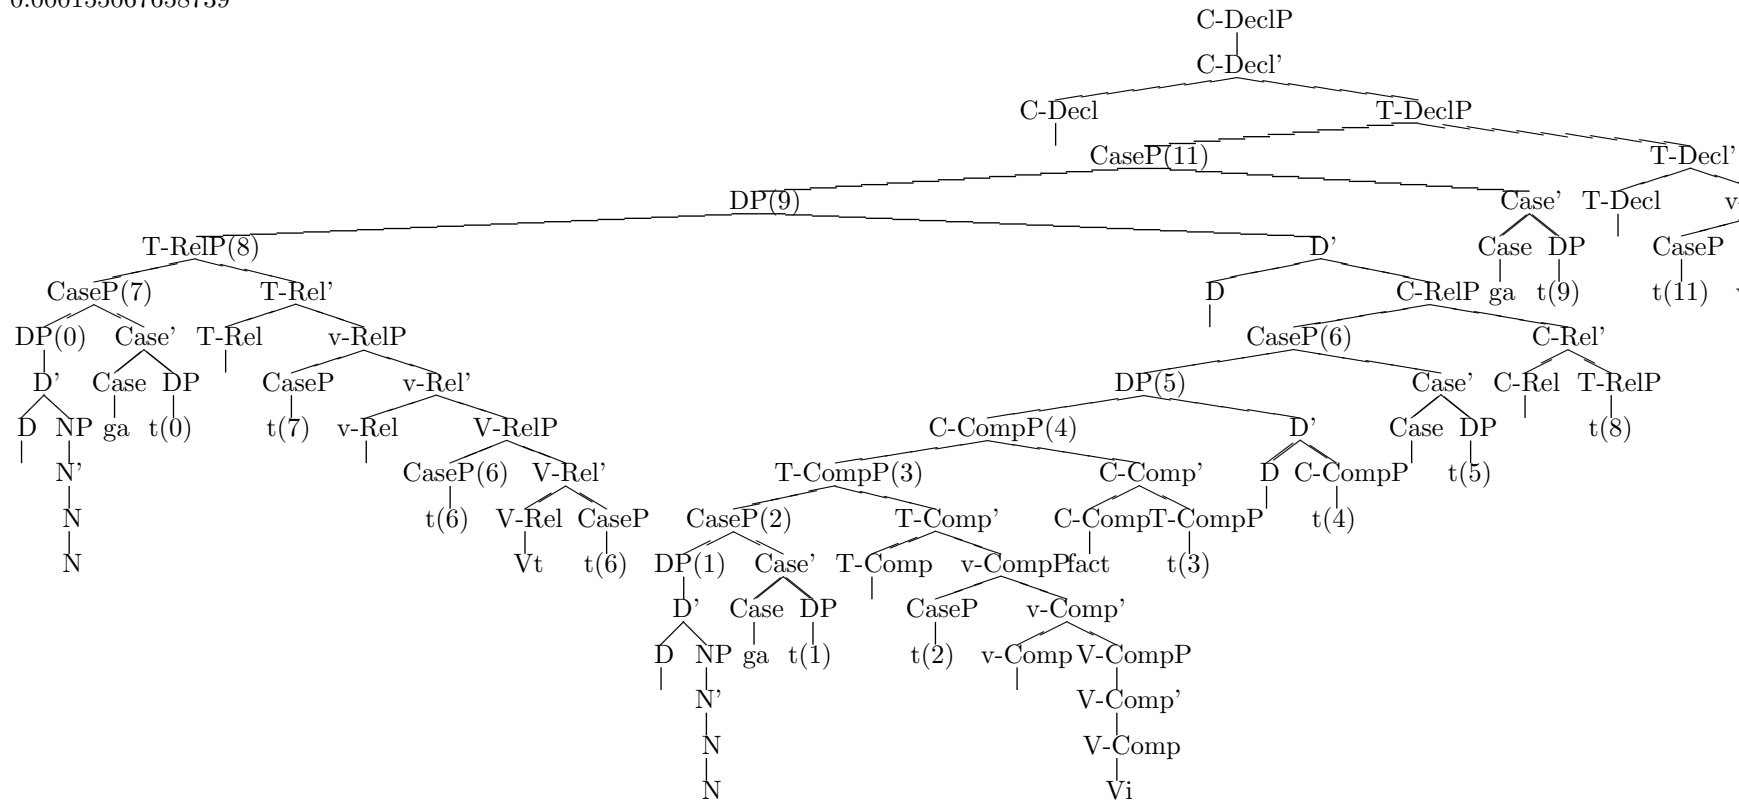 C-DeclP
C-Decl'
C-Decl T-DeclP
CaseP(11) T-Decl'
DP(9) Case' T-Decl
T-RelP(8) D' Case DP CaseP
CaseP(7) T-Rel' D C-RelP ga t(9) t(11)
DP(0) Case' T-Rel v-RelP CaseP(6) C-Rel'
D' Case DP CaseP v-Rel' DP(5) Case' C-Rel T-RelP
D NP ga t(0) t(7) v-Rel V-RelP C-CompP(4) D' Case DP t(8)
N' CaseP(6) V-Rel' T-CompP(3) C-Comp' D C-CompP t(5)
N t(6) V-Rel CaseP CaseP(2) T-Comp' C-Comp T-CompP t(4)
N Vt t(6) DP(1) Case' T-Comp v-CompP fact t(3)
D' Case DP CaseP v-Comp'
D NP ga t(1) t(2) v-Comp V-CompP
N' V-Comp'
N V-Comp
N Vi